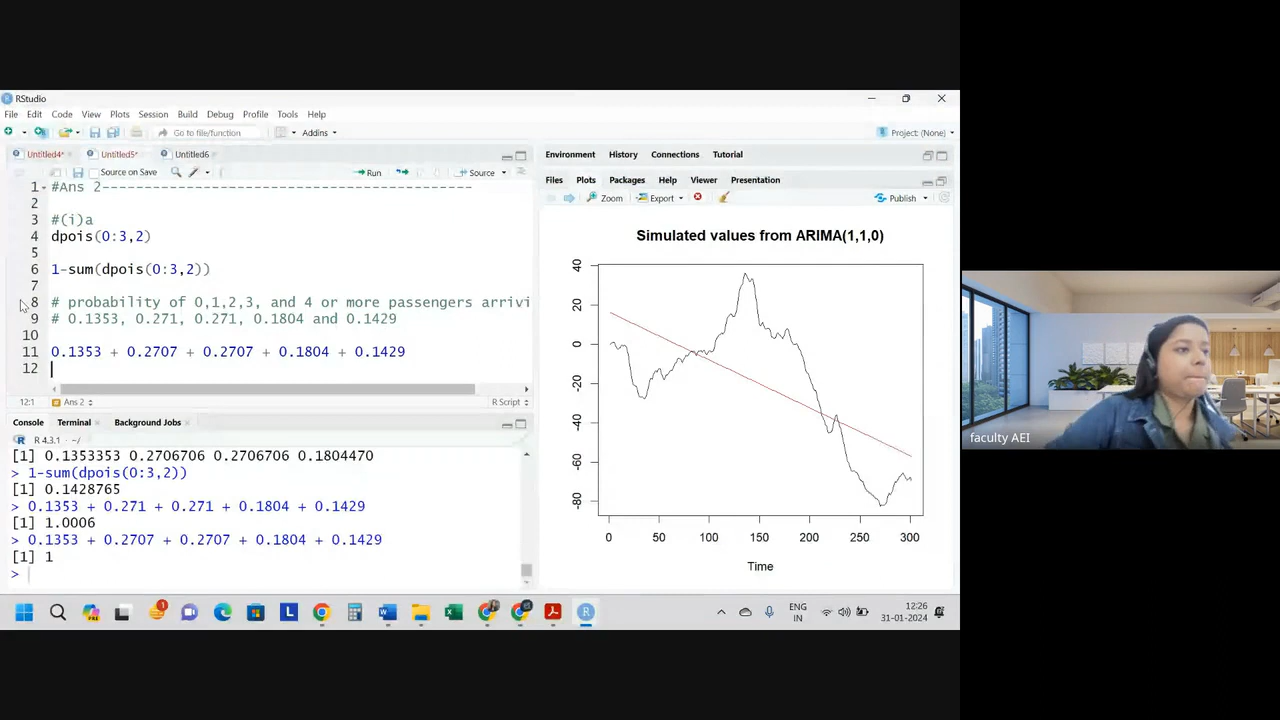 RStudio
File Edit Code View Plots Session Build Debug Profile Tools Help
Go to file/function Addins Project: (None)
Untitled4* Untitled5* Untitled6
Source on Save Run Source
1 #Ans 2------------------------------------------
2
3 #(i)a
4 dpois(0:3,2)
5
6 1-sum(dpois(0:3,2))
7
8 # probability of 0,1,2,3, and 4 or more passengers arrivi
9 # 0.1353, 0.271, 0.271, 0.1804 and 0.1429
10
11 0.1353 + 0.2707 + 0.2707 + 0.1804 + 0.1429
12
12:1 Ans 2 R Script
Console Terminal Background Jobs
R 4.3.1 · ~/
[1] 0.1353353 0.2706706 0.2706706 0.1804470
> 1-sum(dpois(0:3,2))
[1] 0.1428765
> 0.1353 + 0.271 + 0.271 + 0.1804 + 0.1429
[1] 1.0006
> 0.1353 + 0.2707 + 0.2707 + 0.1804 + 0.1429
[1] 1
>
Environment History Connections Tutorial
Files Plots Packages Help Viewer Presentation
Zoom Export Publish
Simulated values from ARIMA(1,1,0)
40
20
0
-20
-40
-60
-80
0 50 100 150 200 250 300
Time
faculty AEI
ENG
IN
12:26
31-01-2024